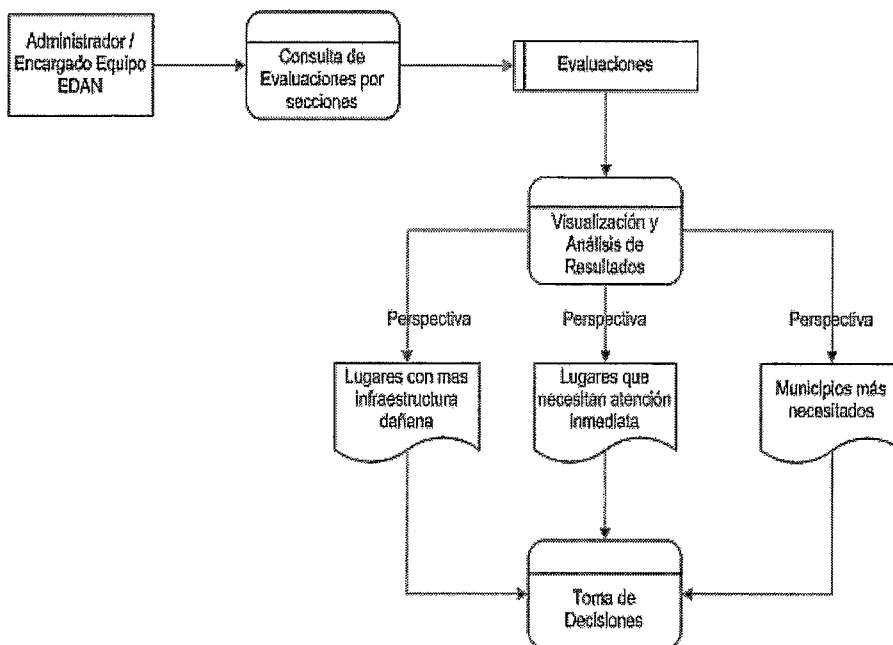 Administrador /
Encargado Equipo
EDAN
Consulta de
Evaluaciones por
secciones
Evaluaciones
Visualización y
Análisis de
Resultados
Perspectiva
Perspectiva
Perspectiva
Lugares con mas
infraestructura
dañana
Lugares que
necesitan atención
inmediata
Municipios más
necesitados
Toma de
Decisiones